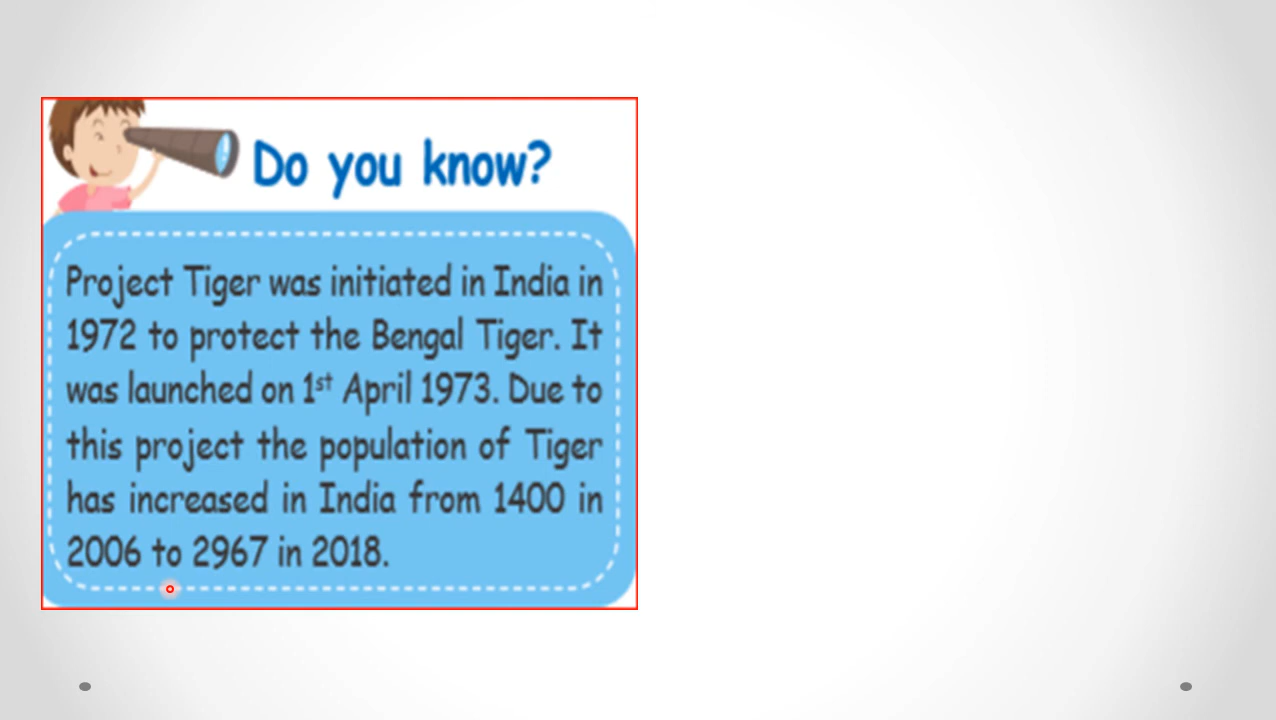 Do you know?
Project Tiger was initiated in India in
1972 to protect the Bengal Tiger. It
was launched on 1st April 1973. Due to
this project the population of Tiger
has increased in India from 1400 in
2006 to 2967 in 2018.